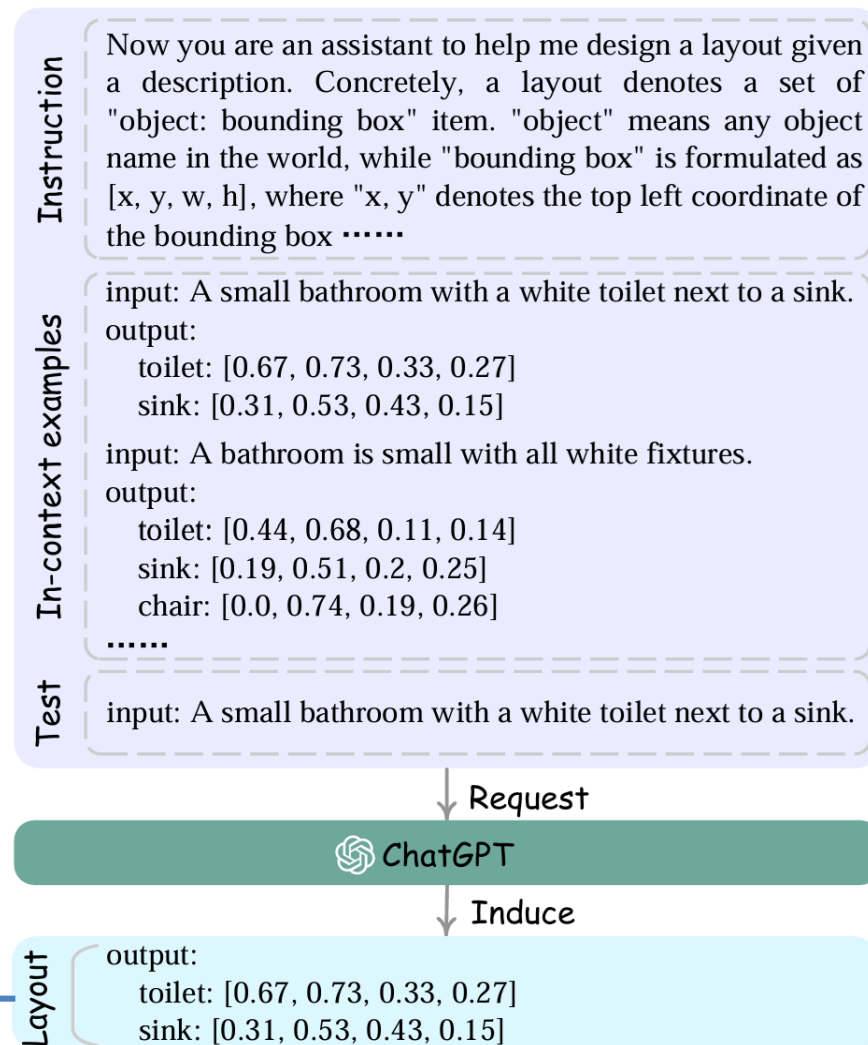 Instruction
Now you are an assistant to help me design a layout given
a description. Concretely, a layout denotes a set of
"object: bounding box" item. "object" means any object
name in the world, while "bounding box" is formulated as
[x, y, w, h], where "x, y" denotes the top left coordinate of
the bounding box ······
In-context examples
input: A small bathroom with a white toilet next to a sink.
output:
toilet: [0.67, 0.73, 0.33, 0.27]
sink: [0.31, 0.53, 0.43, 0.15]
input: A bathroom is small with all white fixtures.
output:
toilet: [0.44, 0.68, 0.11, 0.14]
sink: [0.19, 0.51, 0.2, 0.25]
chair: [0.0, 0.74, 0.19, 0.26]
······
Test
input: A small bathroom with a white toilet next to a sink.
Request
ChatGPT
Induce
Layout
output:
toilet: [0.67, 0.73, 0.33, 0.27]
sink: [0.31, 0.53, 0.43, 0.15]